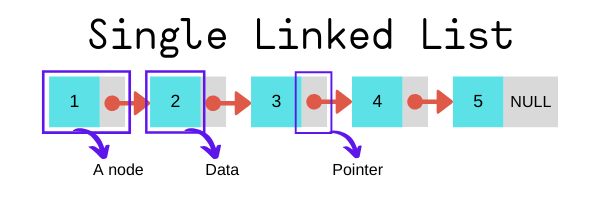 Single Linked List
1 2 3 4 5 NULL
A node Data Pointer